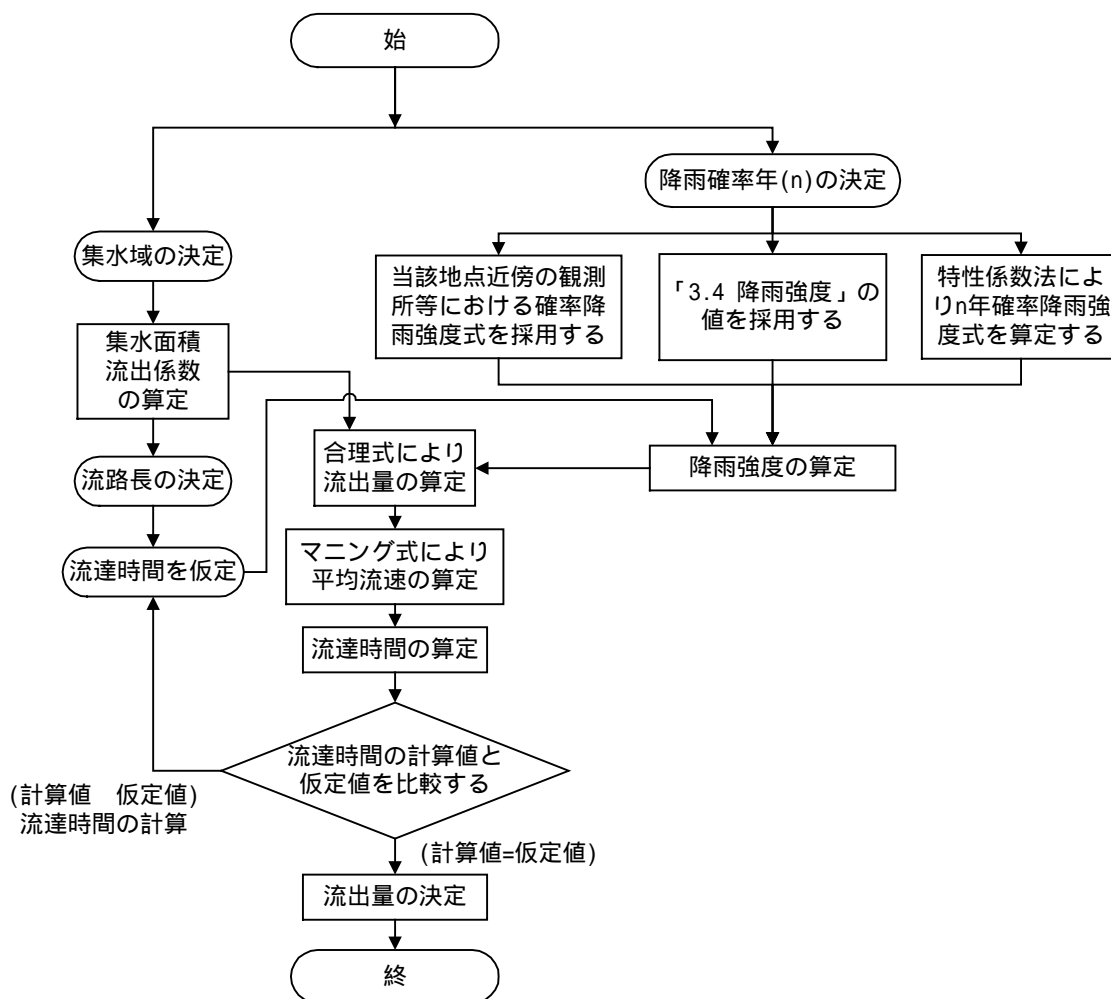 始
降雨確率年(n)の決定
集水域の決定
当該地点近傍の観測
所等における確率降
雨強度式を採用する
「3.4 降雨強度」の
値を採用する
特性係数法によ
りn年確率降雨強
度式を算定する
集水面積
流出係数
の算定
流路長の決定
合理式により
流出量の算定
降雨強度の算定
流達時間を仮定
マニング式により
平均流速の算定
流達時間の算定
流達時間の計算値と
仮定値を比較する
(計算値　仮定値)
流達時間の計算
(計算値=仮定値)
流出量の決定
終